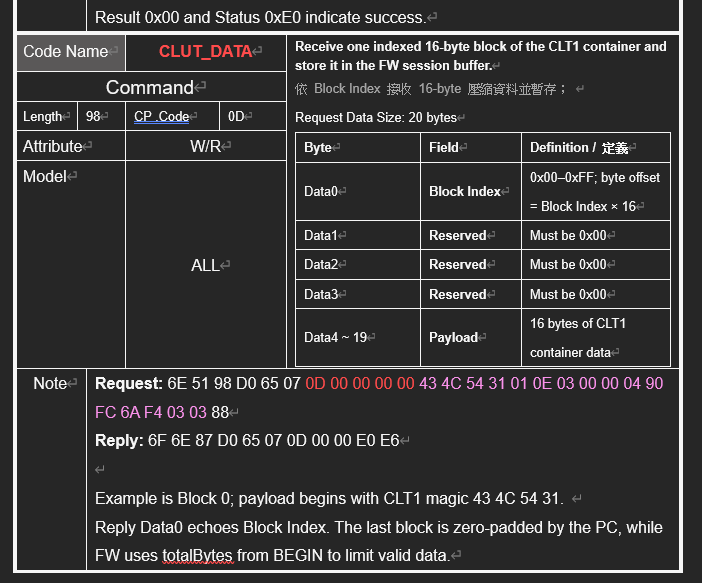 Result 0x00 and Status 0xE0 indicate success.
Code Name
CLUT_DATA
Receive one indexed 16-byte block of the CLT1 container and
store it in the FW session buffer.
依 Block Index 接收 16-byte 壓縮資料並暫存；
Command
Length
98
CP .Code
0D
Request Data Size: 20 bytes
Attribute
W/R
Byte
Field
Definition / 定義
Model
ALL
Data0
Block Index
0x00–0xFF; byte offset
= Block Index × 16
Data1
Reserved
Must be 0x00
Data2
Reserved
Must be 0x00
Data3
Reserved
Must be 0x00
Data4 ~ 19
Payload
16 bytes of CLT1
container data
Note
Request: 6E 51 98 D0 65 07 0D 00 00 00 00 43 4C 54 31 01 0E 03 00 00 04 90
FC 6A F4 03 03 88
Reply: 6F 6E 87 D0 65 07 0D 00 00 E0 E6
Example is Block 0; payload begins with CLT1 magic 43 4C 54 31.
Reply Data0 echoes Block Index. The last block is zero-padded by the PC, while
FW uses totalBytes from BEGIN to limit valid data.